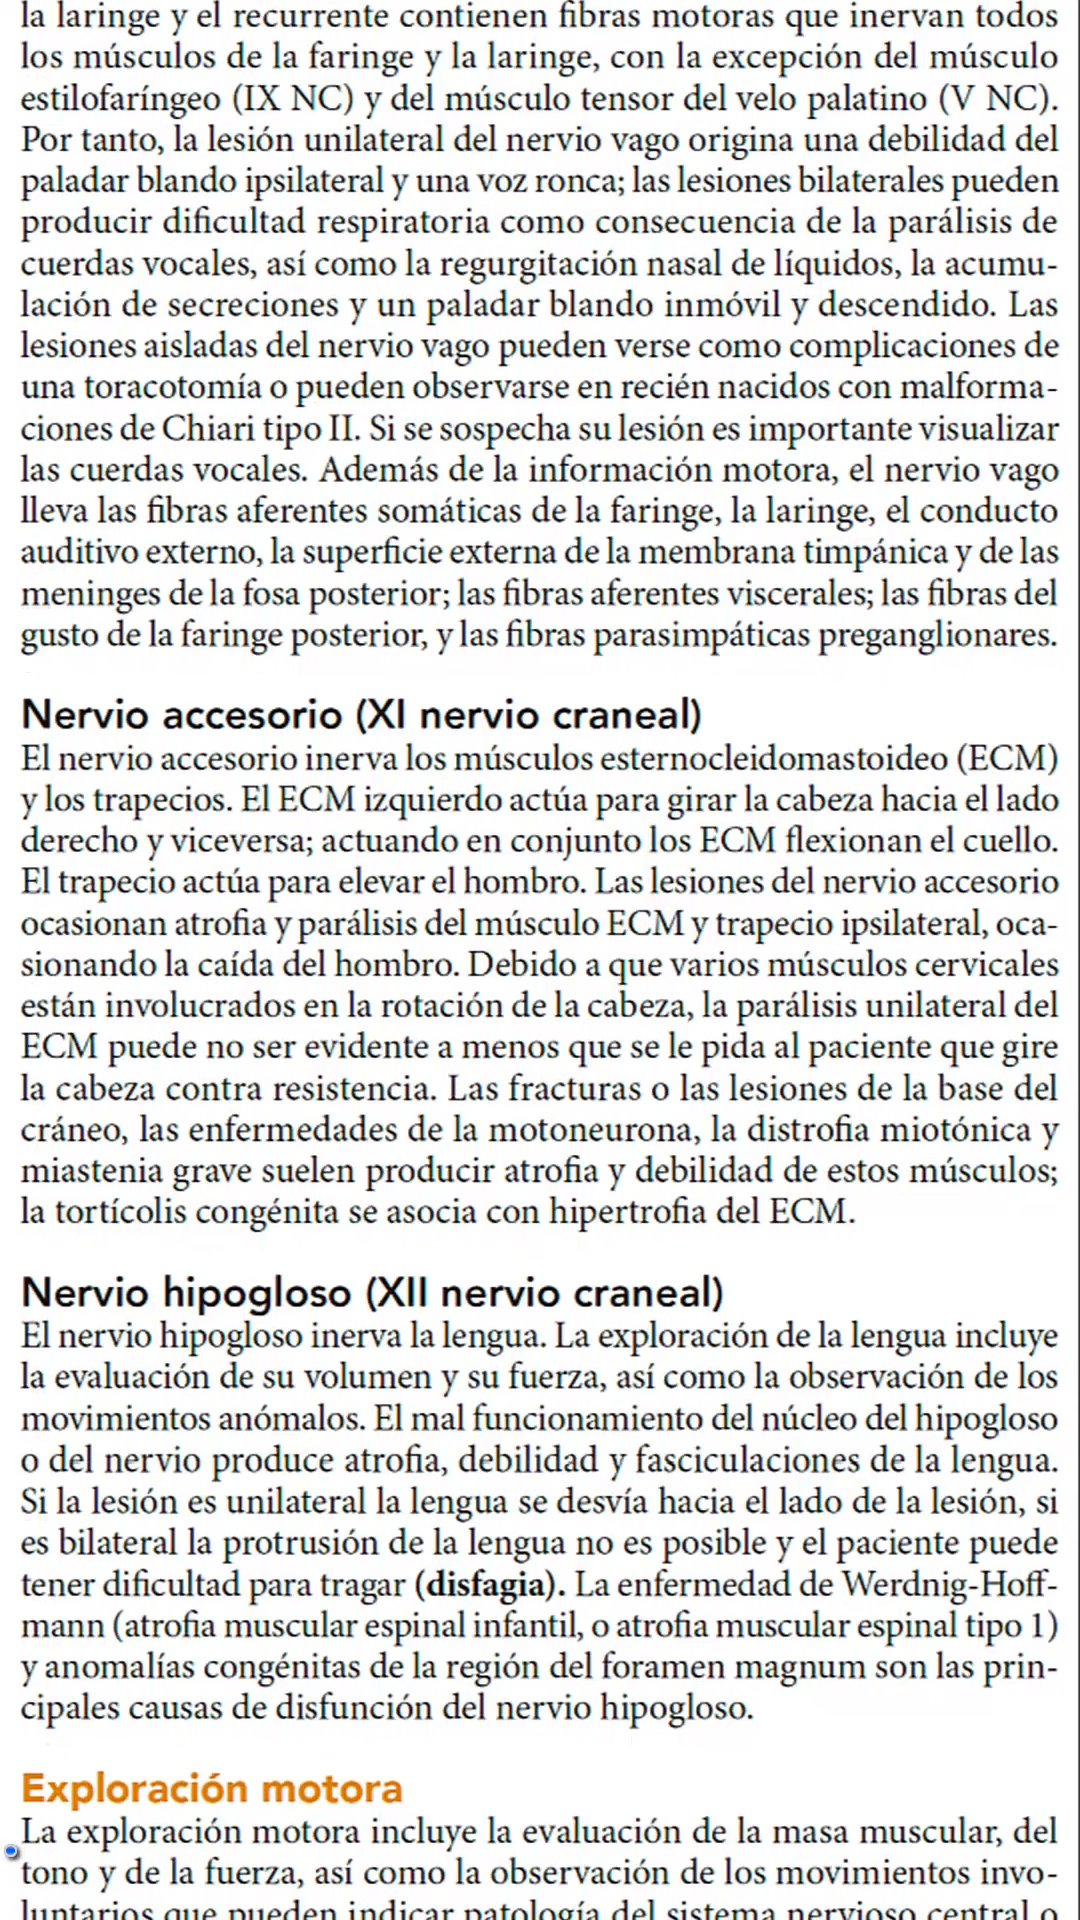 la laringe y el recurrente contienen fibras motoras que inervan todos
los músculos de la faringe y la laringe, con la excepción del músculo
estilofaríngeo (IX NC) y del músculo tensor del velo palatino (V NC).
Por tanto, la lesión unilateral del nervio vago origina una debilidad del
paladar blando ipsilateral y una voz ronca; las lesiones bilaterales pueden
producir dificultad respiratoria como consecuencia de la parálisis de
cuerdas vocales, así como la regurgitación nasal de líquidos, la acumu-
lación de secreciones y un paladar blando inmóvil y descendido. Las
lesiones aisladas del nervio vago pueden verse como complicaciones de
una toracotomía o pueden observarse en recién nacidos con malforma-
ciones de Chiari tipo II. Si se sospecha su lesión es importante visualizar
las cuerdas vocales. Además de la información motora, el nervio vago
lleva las fibras aferentes somáticas de la faringe, la laringe, el conducto
auditivo externo, la superficie externa de la membrana timpánica y de las
meninges de la fosa posterior; las fibras aferentes viscerales; las fibras del
gusto de la faringe posterior, y las fibras parasimpáticas preganglionares.
Nervio accesorio (XI nervio craneal)
El nervio accesorio inerva los músculos esternocleidomastoideo (ECM)
y los trapecios. El ECM izquierdo actúa para girar la cabeza hacia el lado
derecho y viceversa; actuando en conjunto los ECM flexionan el cuello.
El trapecio actúa para elevar el hombro. Las lesiones del nervio accesorio
ocasionan atrofia y parálisis del músculo ECM y trapecio ipsilateral, oca-
sionando la caída del hombro. Debido a que varios músculos cervicales
están involucrados en la rotación de la cabeza, la parálisis unilateral del
ECM puede no ser evidente a menos que se le pida al paciente que gire
la cabeza contra resistencia. Las fracturas o las lesiones de la base del
cráneo, las enfermedades de la motoneurona, la distrofia miotónica y
miastenia grave suelen producir atrofia y debilidad de estos músculos;
la tortícolis congénita se asocia con hipertrofia del ECM.
Nervio hipogloso (XII nervio craneal)
El nervio hipogloso inerva la lengua. La exploración de la lengua incluye
la evaluación de su volumen y su fuerza, así como la observación de los
movimientos anómalos. El mal funcionamiento del núcleo del hipogloso
o del nervio produce atrofia, debilidad y fasciculaciones de la lengua.
Si la lesión es unilateral la lengua se desvía hacia el lado de la lesión, si
es bilateral la protrusión de la lengua no es posible y el paciente puede
tener dificultad para tragar (disfagia). La enfermedad de Werdnig-Hoff-
mann (atrofia muscular espinal infantil, o atrofia muscular espinal tipo 1)
y anomalías congénitas de la región del foramen magnum son las prin-
cipales causas de disfunción del nervio hipogloso.
Exploración motora
La exploración motora incluye la evaluación de la masa muscular, del
tono y de la fuerza, así como la observación de los movimientos invo-
luntarios que pueden indicar patología del sistema nervioso central o